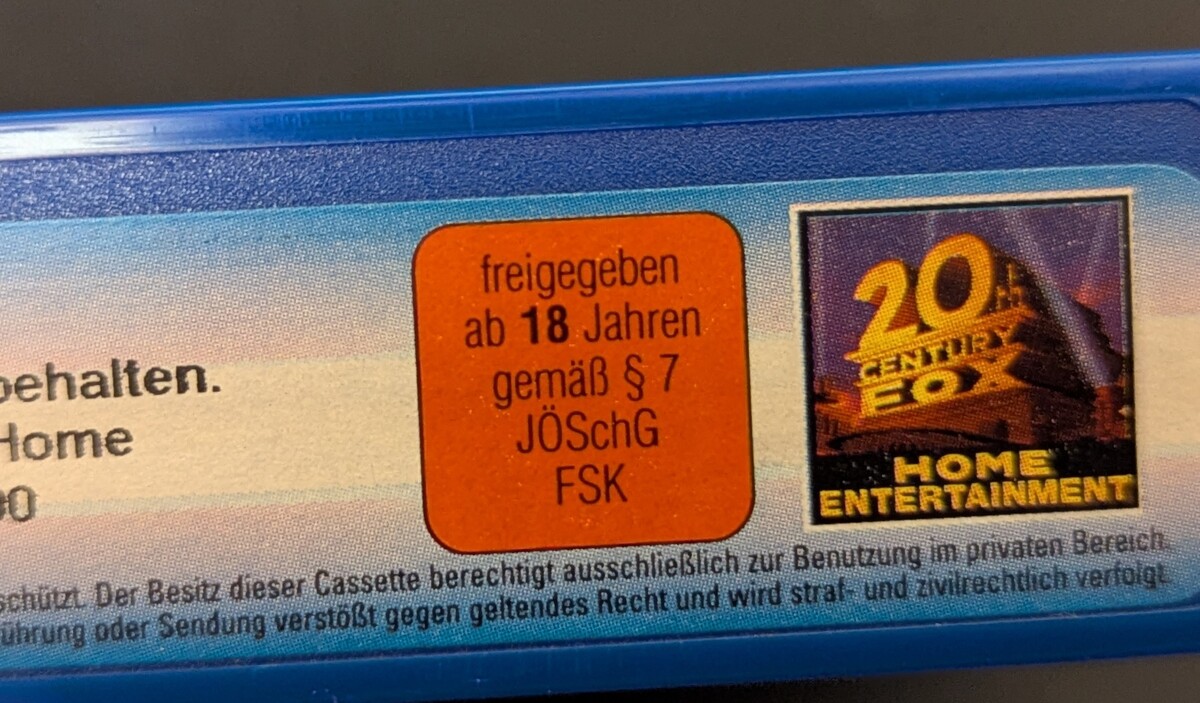 behalten.
Home
00
freigegeben
ab 18 Jahren
gemäß § 7
JÖSchG
FSK
20TH
CENTURY
FOX
HOME
ENTERTAINMENT
schützt. Der Besitz dieser Cassette berechtigt ausschließlich zur Benutzung im privaten Bereich.
ührung oder Sendung verstößt gegen geltendes Recht und wird straf- und zivilrechtlich verfolgt.